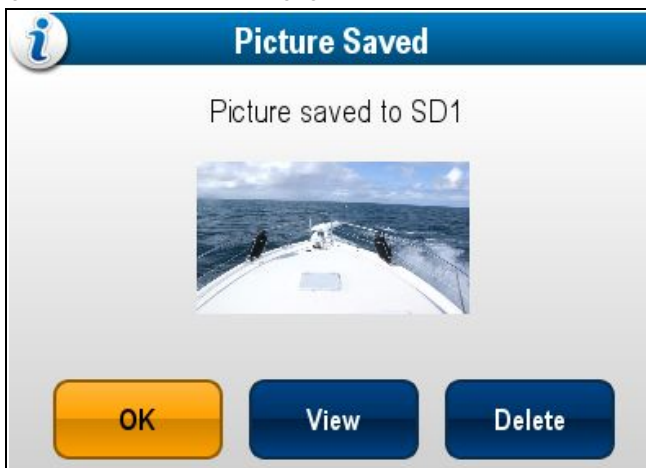 i
Picture Saved
Picture saved to SD1
OK
View
Delete